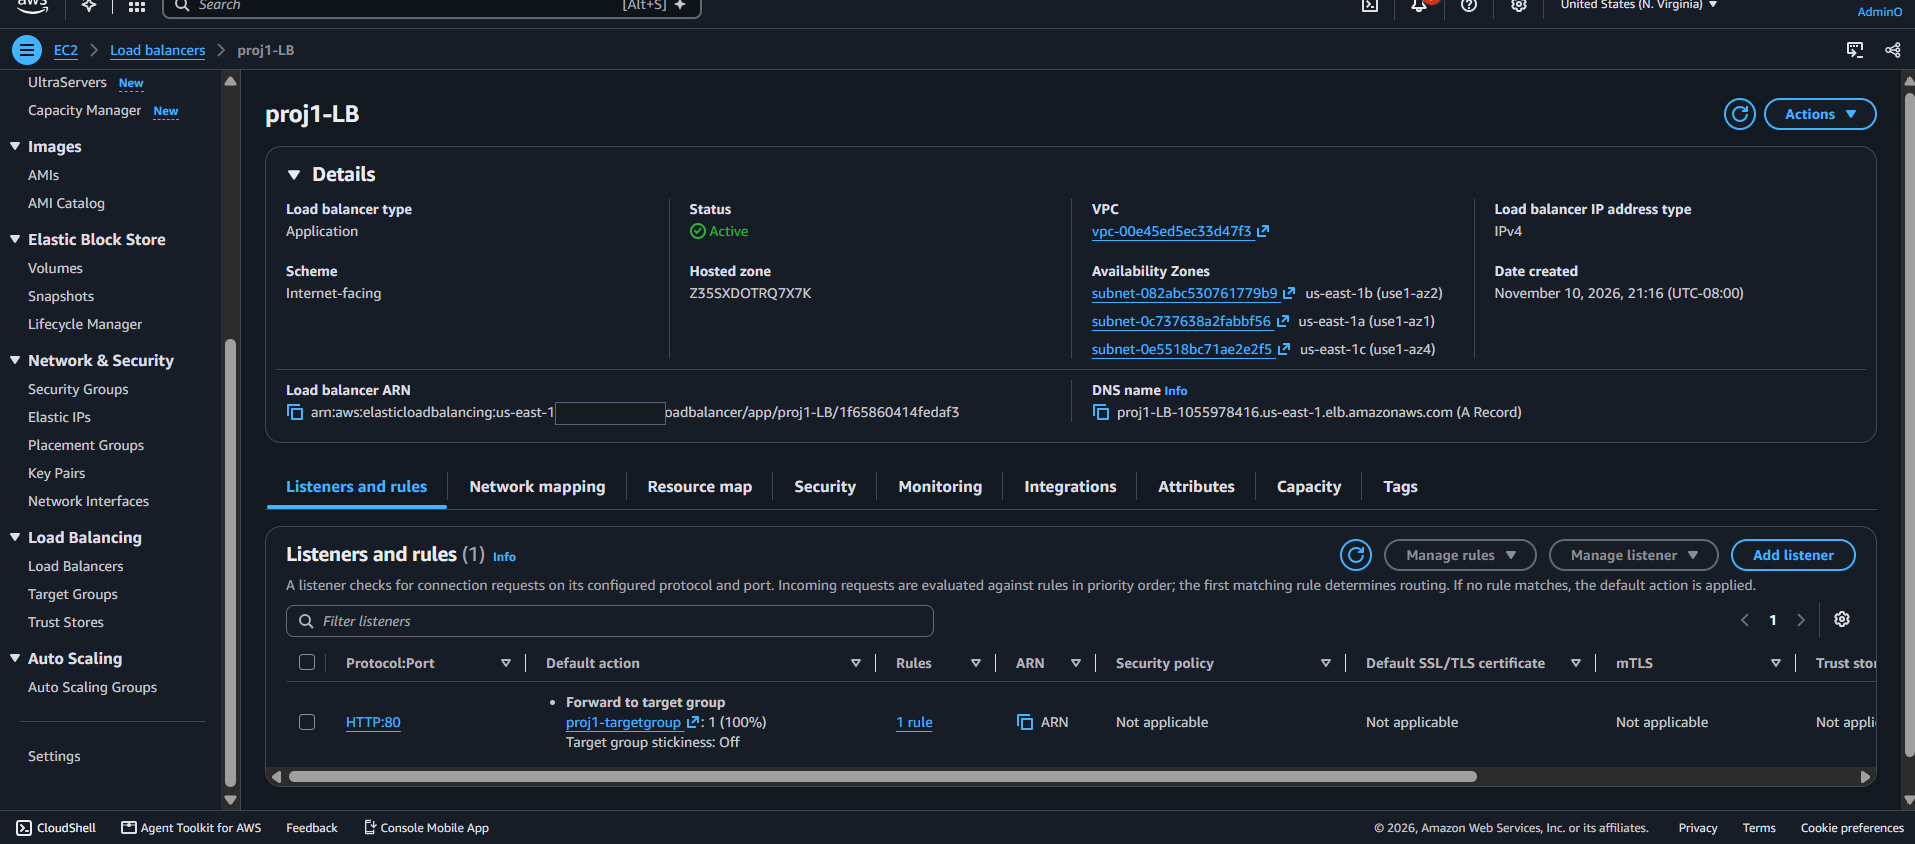 aws
Search
[Alt+S]
United States (N. Virginia)
AdminO
EC2
Load balancers
proj1-LB
UltraServers New
Capacity Manager New
Images
AMIs
AMI Catalog
Elastic Block Store
Volumes
Snapshots
Lifecycle Manager
Network & Security
Security Groups
Elastic IPs
Placement Groups
Key Pairs
Network Interfaces
Load Balancing
Load Balancers
Target Groups
Trust Stores
Auto Scaling
Auto Scaling Groups
Settings
proj1-LB
Actions
Details
Load balancer type
Application
Status
Active
VPC
vpc-00e45ed5ec33d47f3
Load balancer IP address type
IPv4
Scheme
Internet-facing
Hosted zone
Z35SXDOTRQ7X7K
Availability Zones
subnet-082abc530761779b9 us-east-1b (use1-az2)
subnet-0c737638a2fabbf56 us-east-1a (use1-az1)
subnet-0e5518bc71ae2e2f5 us-east-1c (use1-az4)
Date created
November 10, 2026, 21:16 (UTC-08:00)
Load balancer ARN
arn:aws:elasticloadbalancing:us-east-1 oadbalancer/app/proj1-LB/1f65860414fedaf3
DNS name Info
proj1-LB-1055978416.us-east-1.elb.amazonaws.com (A Record)
Listeners and rules
Network mapping
Resource map
Security
Monitoring
Integrations
Attributes
Capacity
Tags
Listeners and rules (1) Info
Manage rules
Manage listener
Add listener
A listener checks for connection requests on its configured protocol and port. Incoming requests are evaluated against rules in priority order; the first matching rule determines routing. If no rule matches, the default action is applied.
Filter listeners
1
Protocol:Port
Default action
Rules
ARN
Security policy
Default SSL/TLS certificate
mTLS
Trust stor
HTTP:80
• Forward to target group
proj1-targetgroup : 1 (100%)
Target group stickiness: Off
1 rule
ARN
Not applicable
Not applicable
Not applicable
Not appli
CloudShell
Agent Toolkit for AWS
Feedback
Console Mobile App
© 2026, Amazon Web Services, Inc. or its affiliates.
Privacy
Terms
Cookie preferences